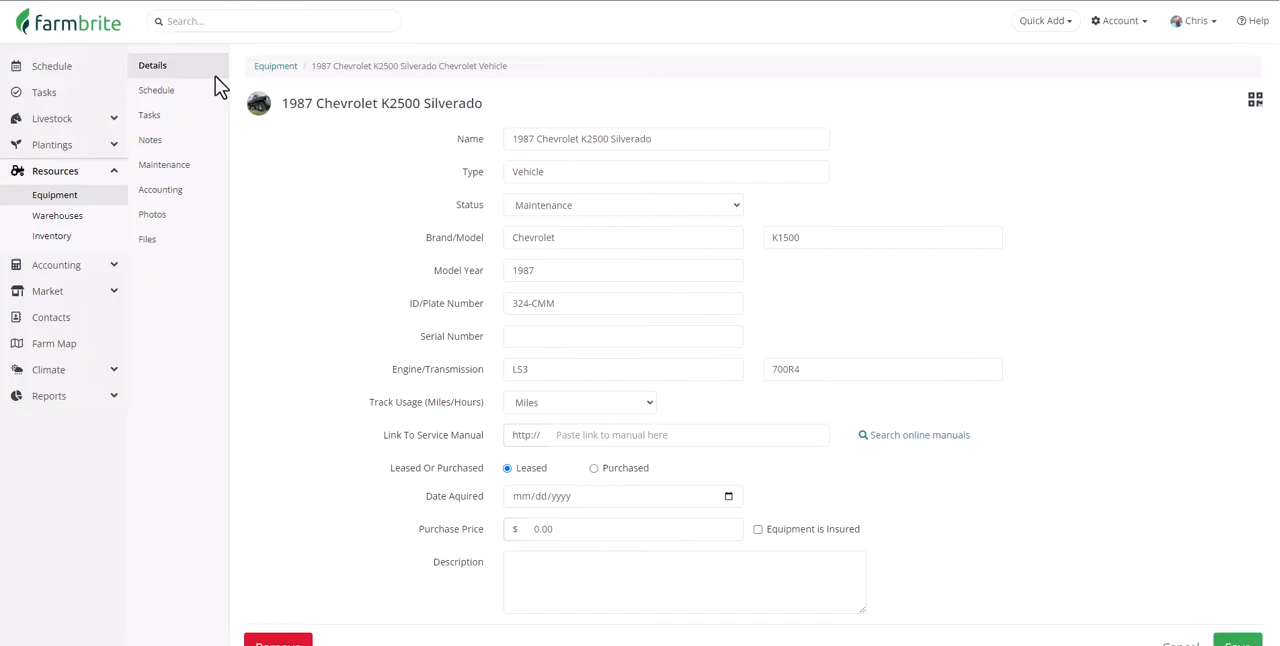 farmbrite
Search...
Quick Add
Account
Chris
Help
Schedule
Tasks
Livestock
Plantings
Resources
Equipment
Warehouses
Inventory
Accounting
Market
Contacts
Farm Map
Climate
Reports
Details
Schedule
Tasks
Notes
Maintenance
Accounting
Photos
Files
Equipment / 1987 Chevrolet K2500 Silverado Chevrolet Vehicle
1987 Chevrolet K2500 Silverado
Name 1987 Chevrolet K2500 Silverado
Type Vehicle
Status Maintenance
Brand/Model Chevrolet K1500
Model Year 1987
ID/Plate Number 324-CMM
Serial Number
Engine/Transmission LS3 700R4
Track Usage (Miles/Hours) Miles
Link To Service Manual http:// Paste link to manual here Search online manuals
Leased Or Purchased Leased Purchased
Date Aquired mm/dd/yyyy
Purchase Price $ 0.00 Equipment is Insured
Description
Remove Cancel Save